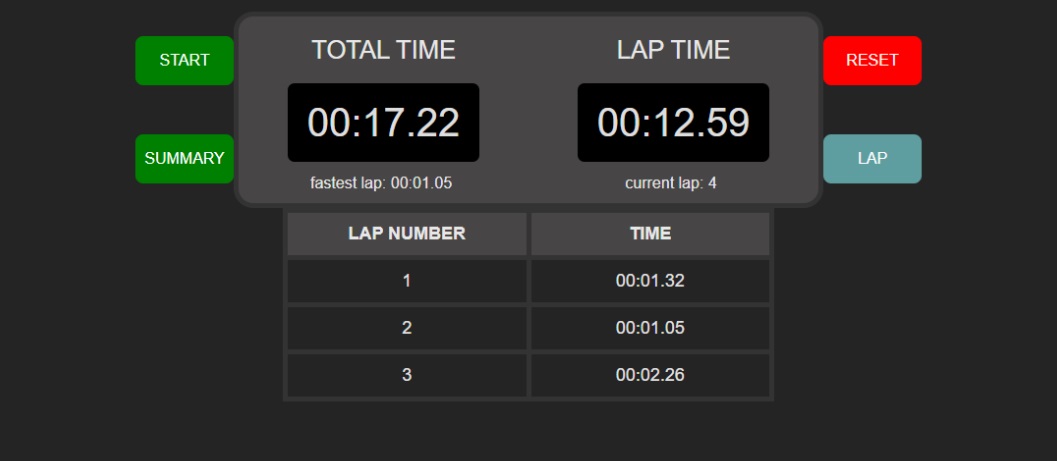 START
TOTAL TIME
LAP TIME
RESET
00:17.22
00:12.59
SUMMARY
LAP
fastest lap: 00:01.05
current lap: 4
LAP NUMBER TIME
1 00:01.32
2 00:01.05
3 00:02.26